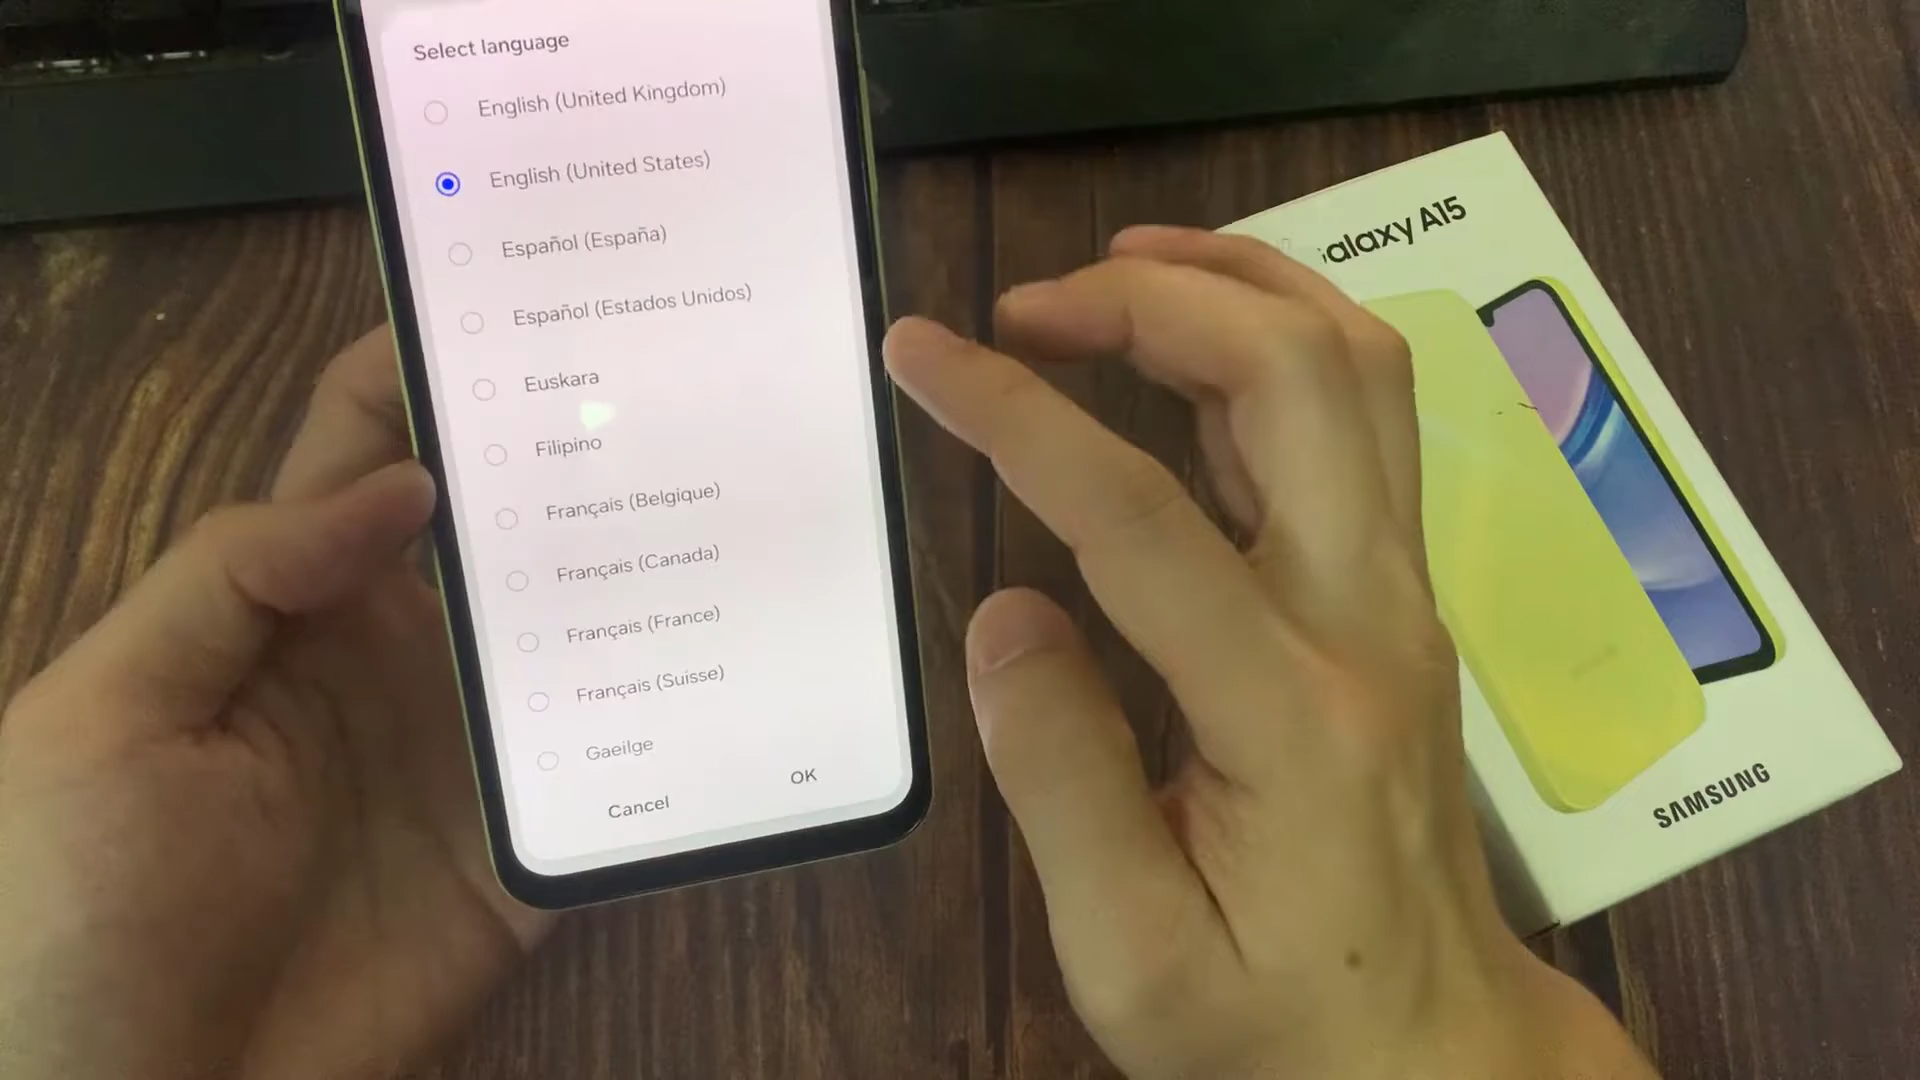 Select language
English (United Kingdom)
English (United States)
Español (España)
Español (Estados Unidos)
Euskara
Filipino
Français (Belgique)
Français (Canada)
Français (France)
Français (Suisse)
Gaeilge
Cancel
OK
Galaxy A15
SAMSUNG